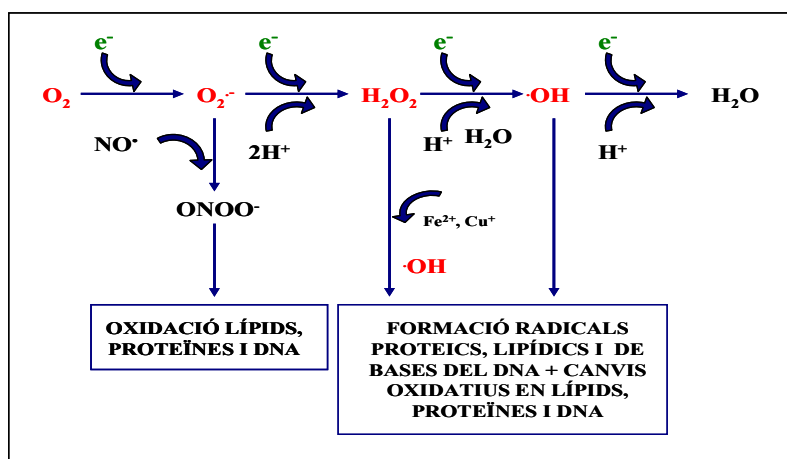 e⁻ e⁻ e⁻ e⁻
O₂ O₂·⁻ H₂O₂ ·OH H₂O
NO• 2H⁺ H⁺ H₂O H⁺
ONOO⁻
Fe²⁺, Cu⁺
·OH
OXIDACIÓ LÍPIDS,
PROTEÏNES I DNA
FORMACIÓ RADICALS
PROTEICS, LIPÍDICS I DE
BASES DEL DNA + CANVIS
OXIDATIUS EN LÍPIDS,
PROTEÏNES I DNA